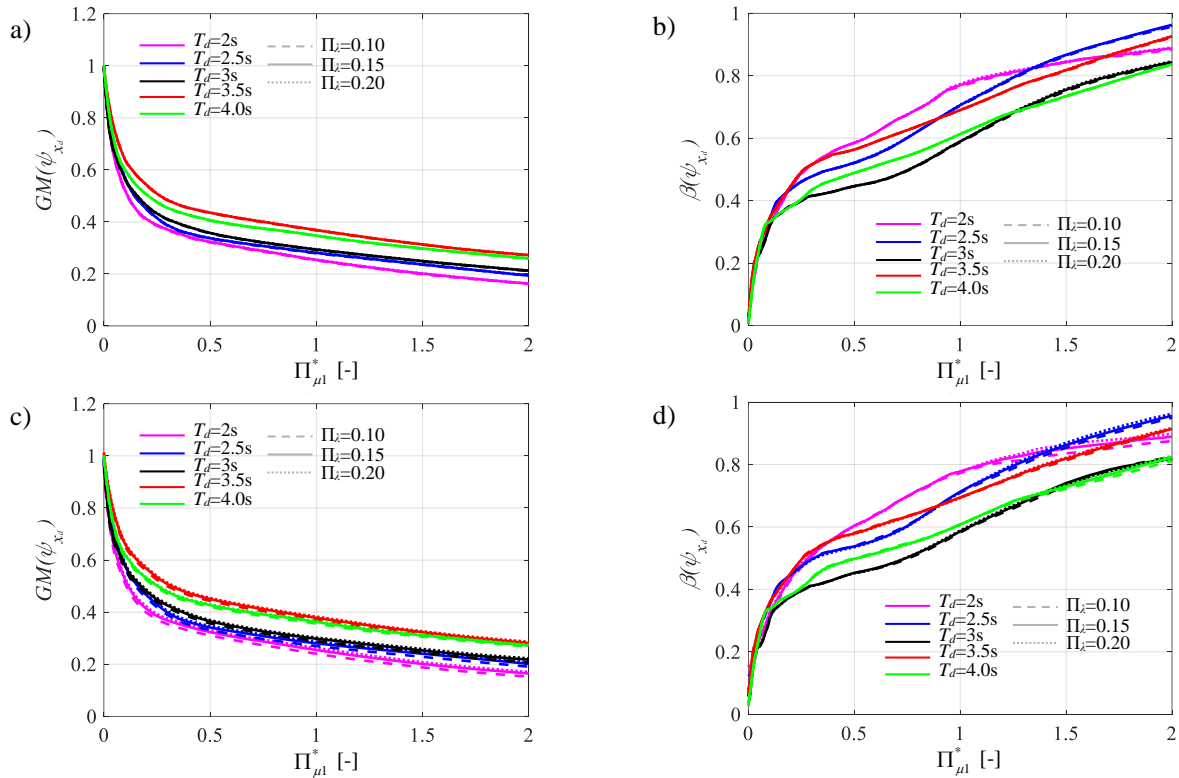 a)
GM(ψ_{x_d})
1.2
1
0.8
0.6
0.4
0.2
0
T_d=2s
T_d=2.5s
T_d=3s
T_d=3.5s
T_d=4.0s
Π_λ=0.10
Π_λ=0.15
Π_λ=0.20
0 0.5 1 1.5 2
Π*_{μ1} [-]
b)
β(ψ_{x_d})
1
0.8
0.6
0.4
0.2
0
T_d=2s
T_d=2.5s
T_d=3s
T_d=3.5s
T_d=4.0s
Π_λ=0.10
Π_λ=0.15
Π_λ=0.20
0 0.5 1 1.5 2
Π*_{μ1} [-]
c)
GM(ψ_{x_d})
1.2
1
0.8
0.6
0.4
0.2
0
T_d=2s
T_d=2.5s
T_d=3s
T_d=3.5s
T_d=4.0s
Π_λ=0.10
Π_λ=0.15
Π_λ=0.20
0 0.5 1 1.5 2
Π*_{μ1} [-]
d)
β(ψ_{x_d})
1
0.8
0.6
0.4
0.2
0
T_d=2s
T_d=2.5s
T_d=3s
T_d=3.5s
T_d=4.0s
Π_λ=0.10
Π_λ=0.15
Π_λ=0.20
0 0.5 1 1.5 2
Π*_{μ1} [-]